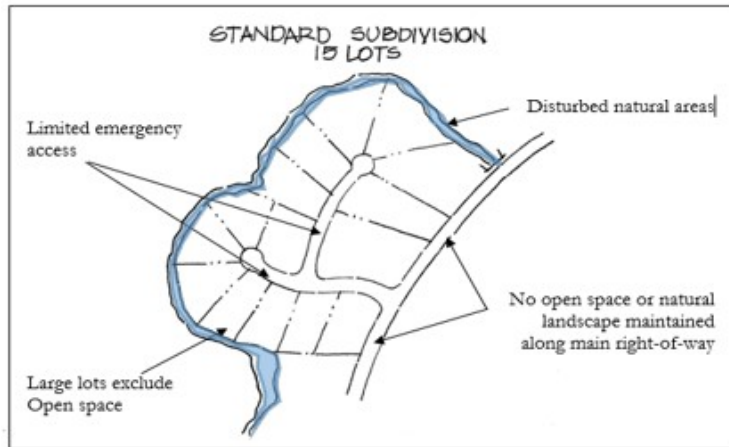 STANDARD SUBDIVISION
15 LOTS
Disturbed natural areas
Limited emergency
access
No open space or natural
landscape maintained
along main right-of-way
Large lots exclude
Open space